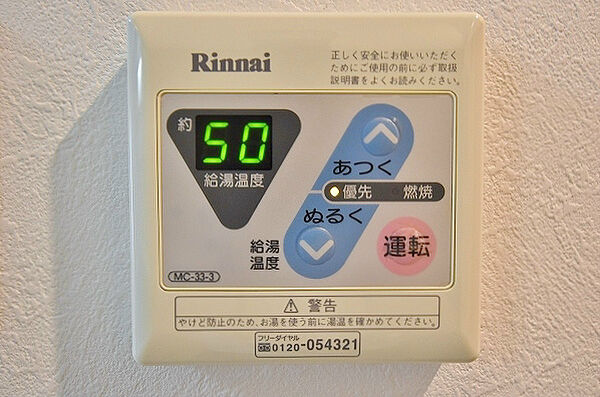 Rinnai
正しく安全にお使いいただく
ためにご使用の前に必ず取扱
説明書をよくお読みください。
約
50
給湯温度
あつく
優先 燃焼
ぬるく
給湯
温度
運転
MC-33-3
警告
やけど防止のため、お湯を使う前に湯温を確かめてください。
フリーダイヤル
0120-054321